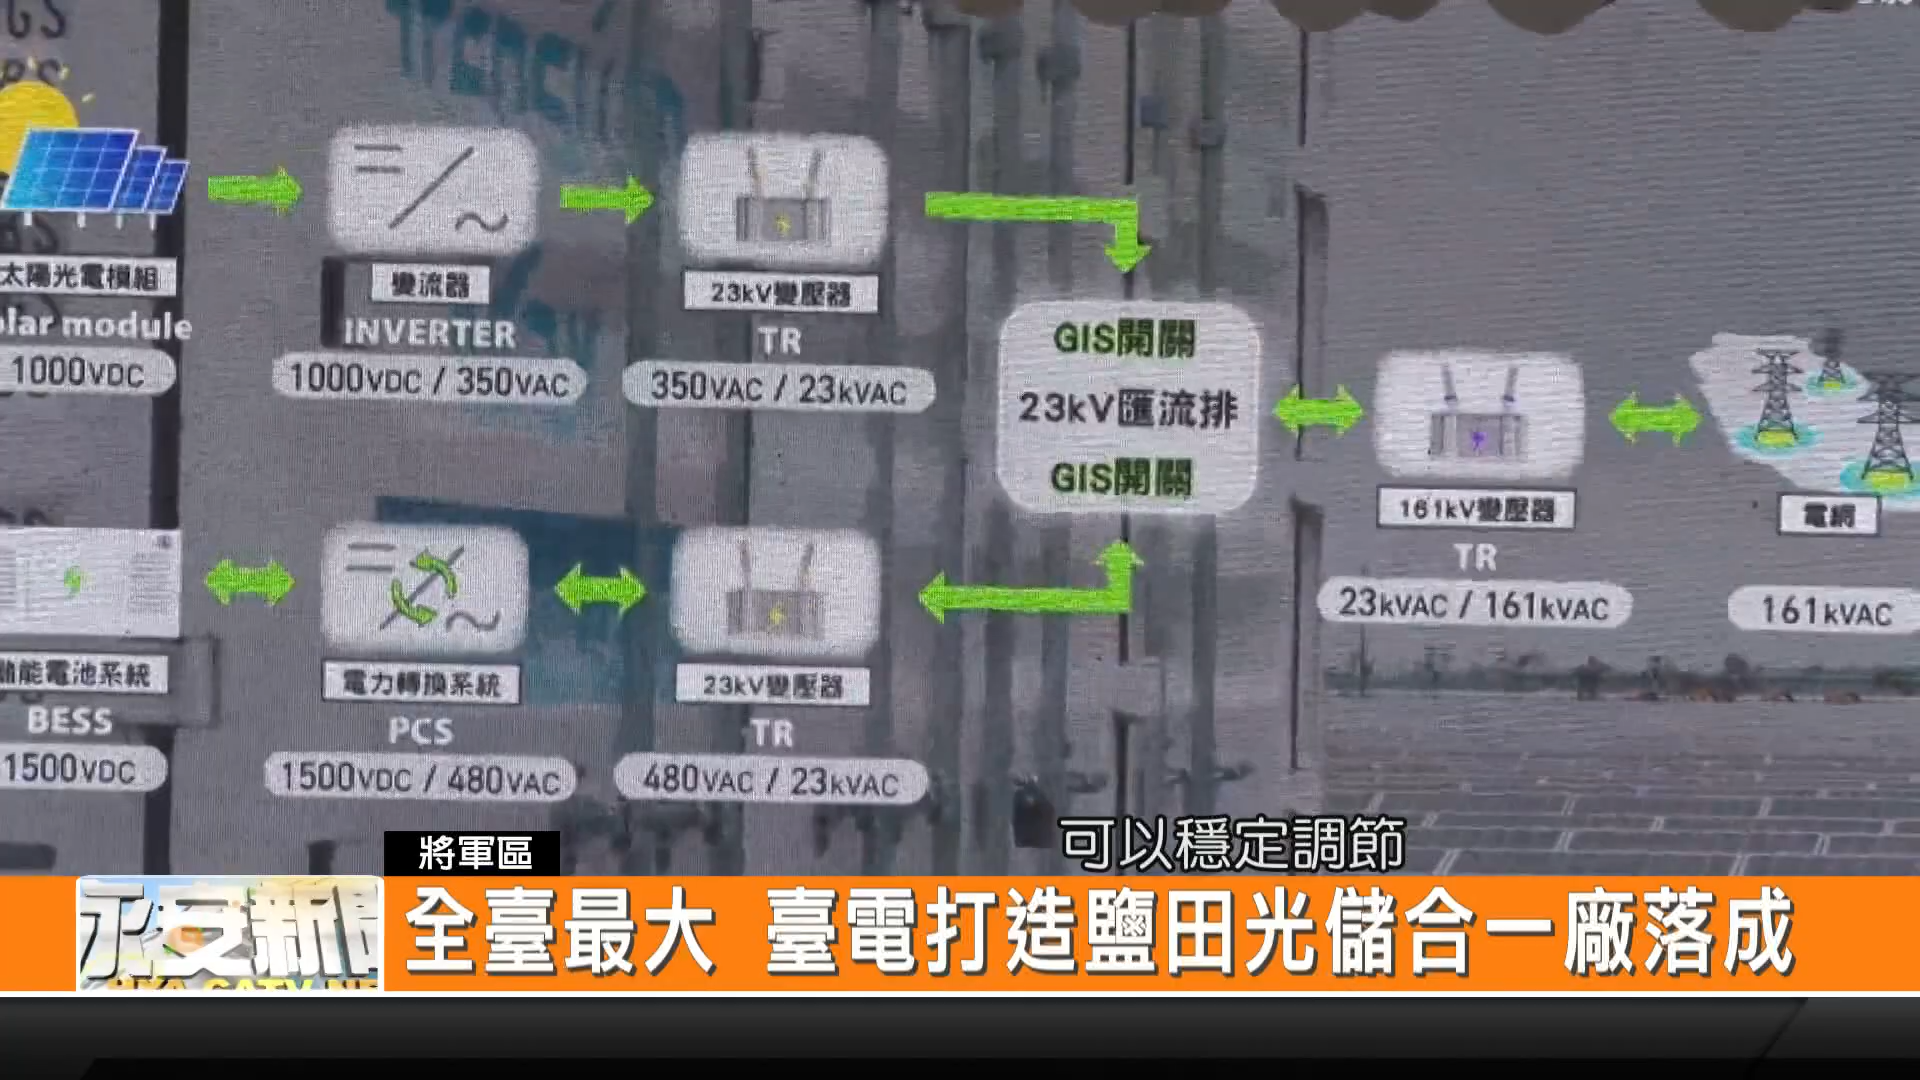 太陽光電模組
變流器
23kV變壓器
olar module
INVERTER
TR
1000VDC
1000VDC / 350VAC
350VAC / 23kVAC
GIS開關
23kV匯流排
GIS開關
161kV變壓器
電網
TR
23kVAC / 161kVAC
161kVAC
儲能電池系統
電力轉換系統
23kV變壓器
BESS
PCS
TR
1500VDC
1500VDC / 480VAC
480VAC / 23kVAC
可以穩定調節
將軍區
永安新聞
全臺最大 臺電打造鹽田光儲合一廠落成